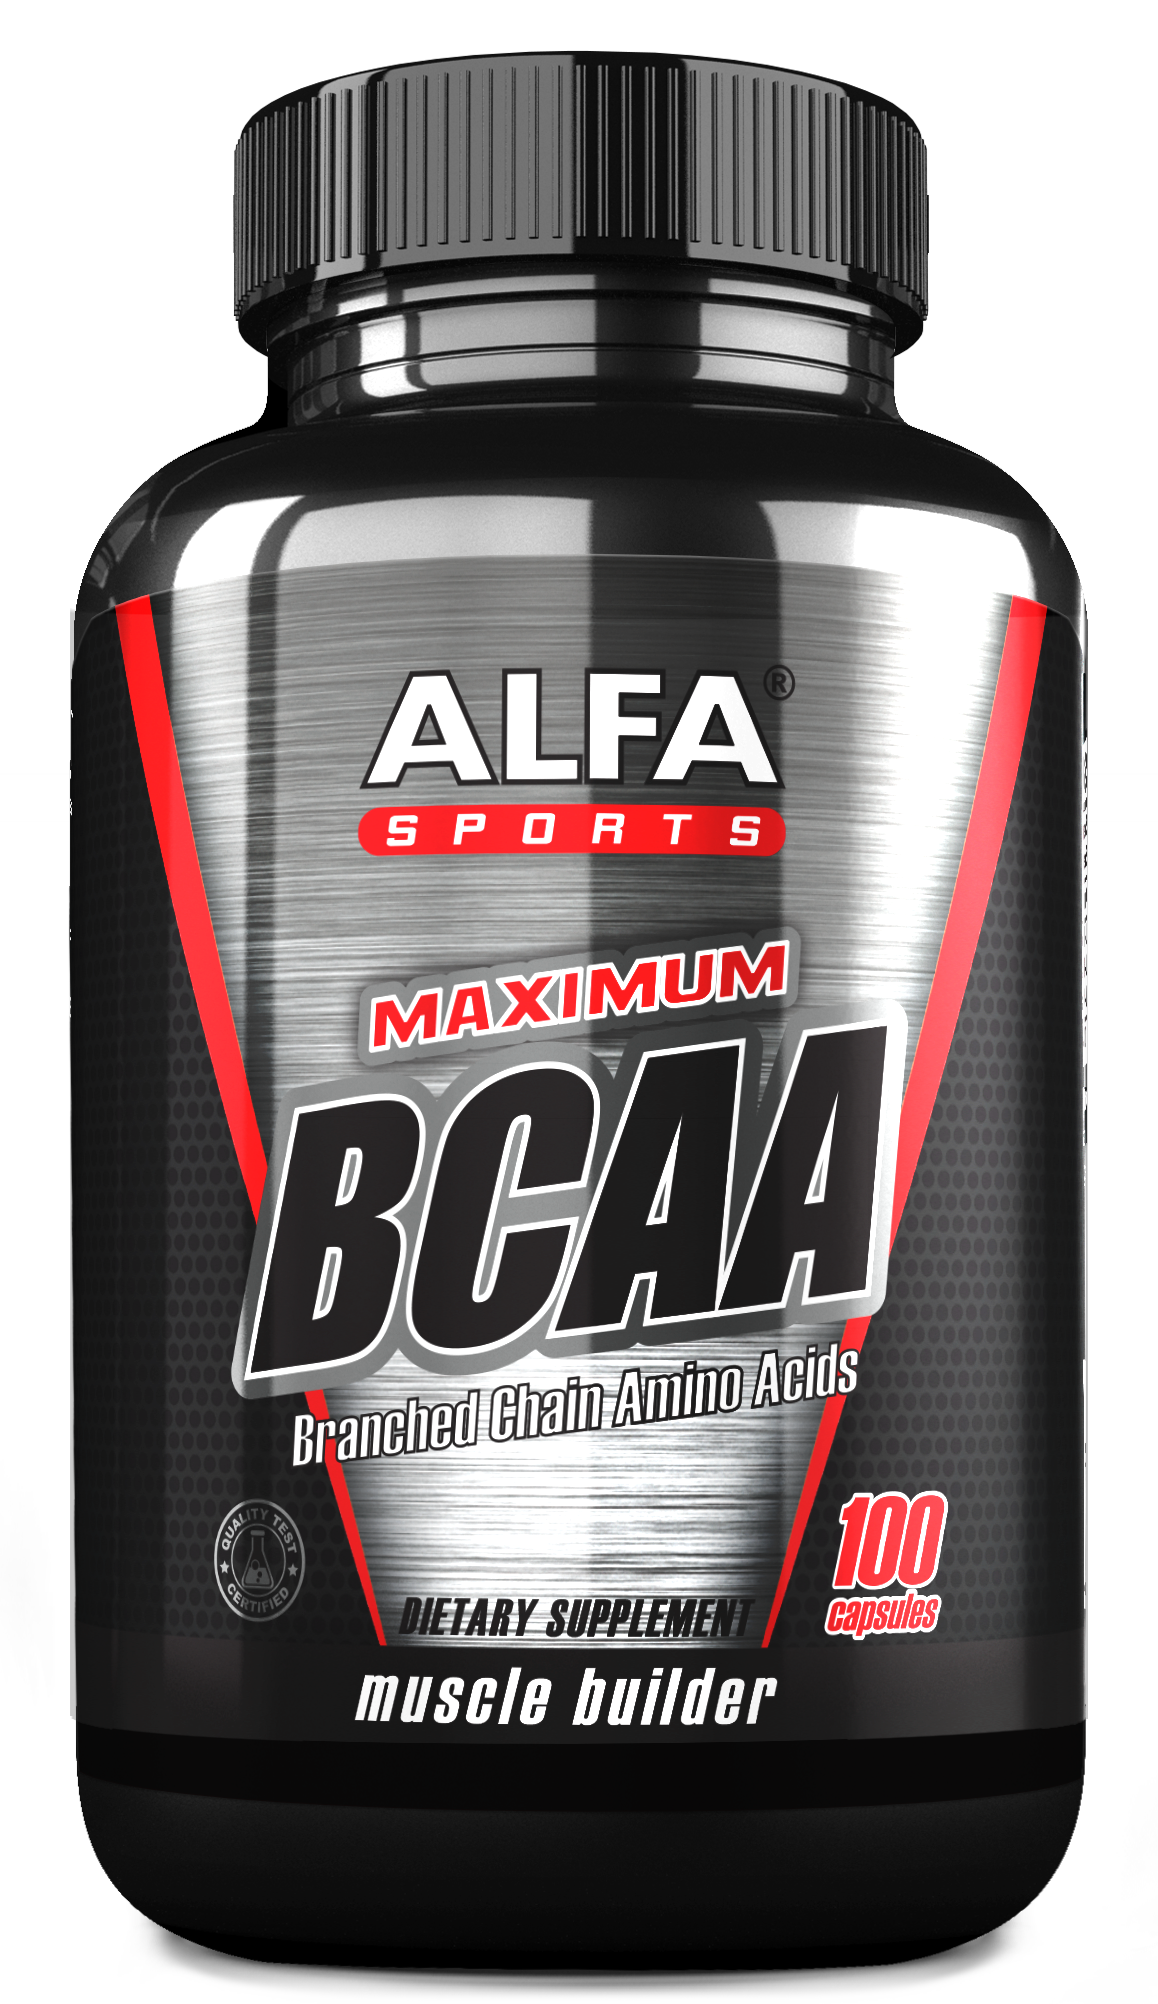 ALFA®
SPORTS
MAXIMUM
BCAA
Branched Chain Amino Acids
QUALITY TEST
CERTIFIED
100
capsules
DIETARY SUPPLEMENT
muscle builder